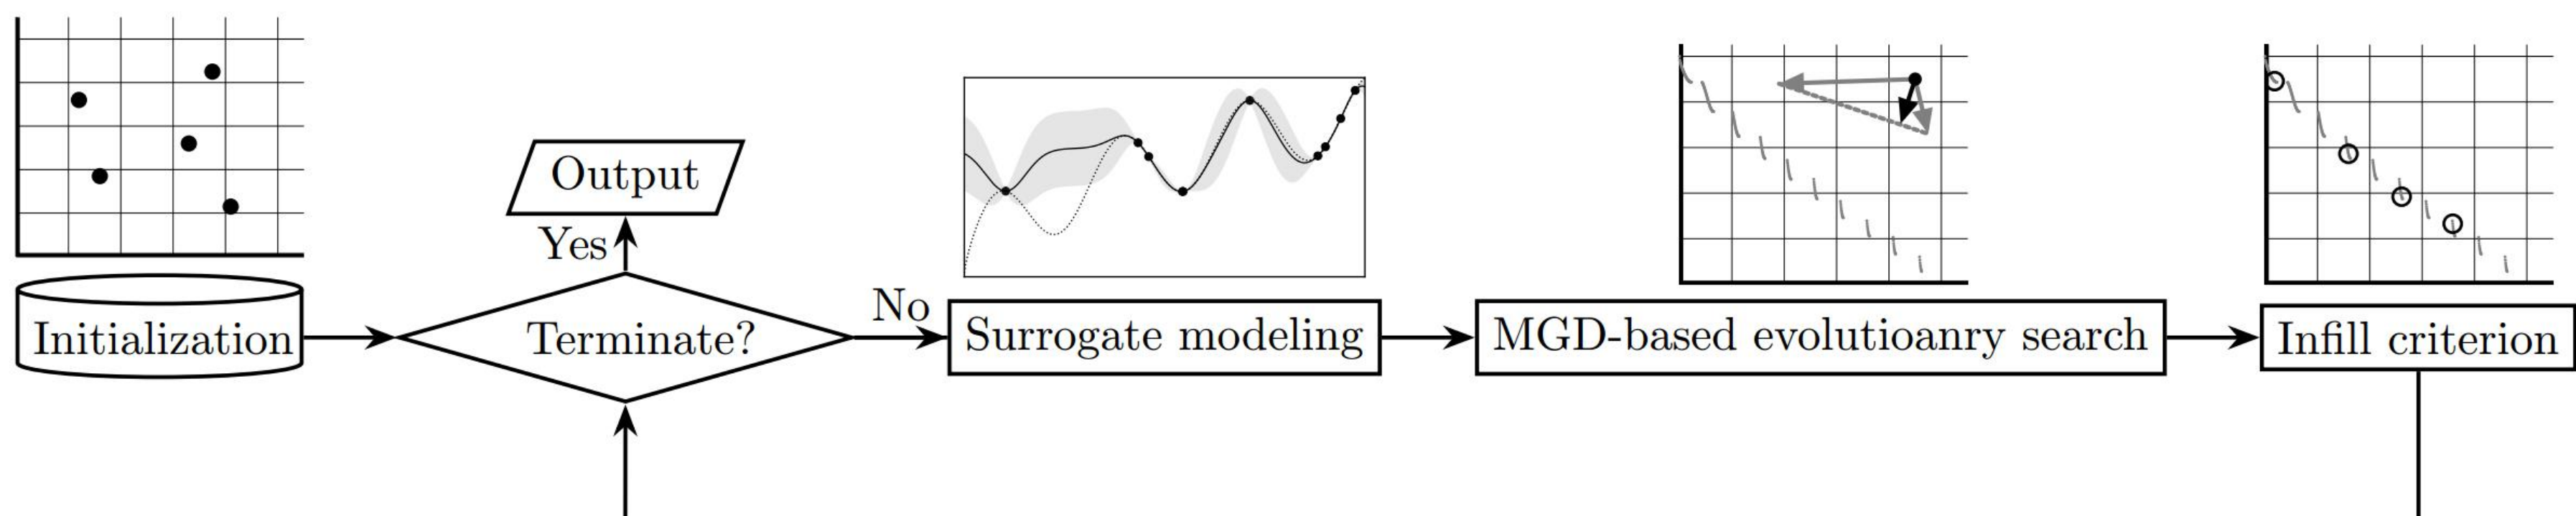 Output
Yes
No
Initialization
Terminate?
Surrogate modeling
MGD-based evolutioanry search
Infill criterion